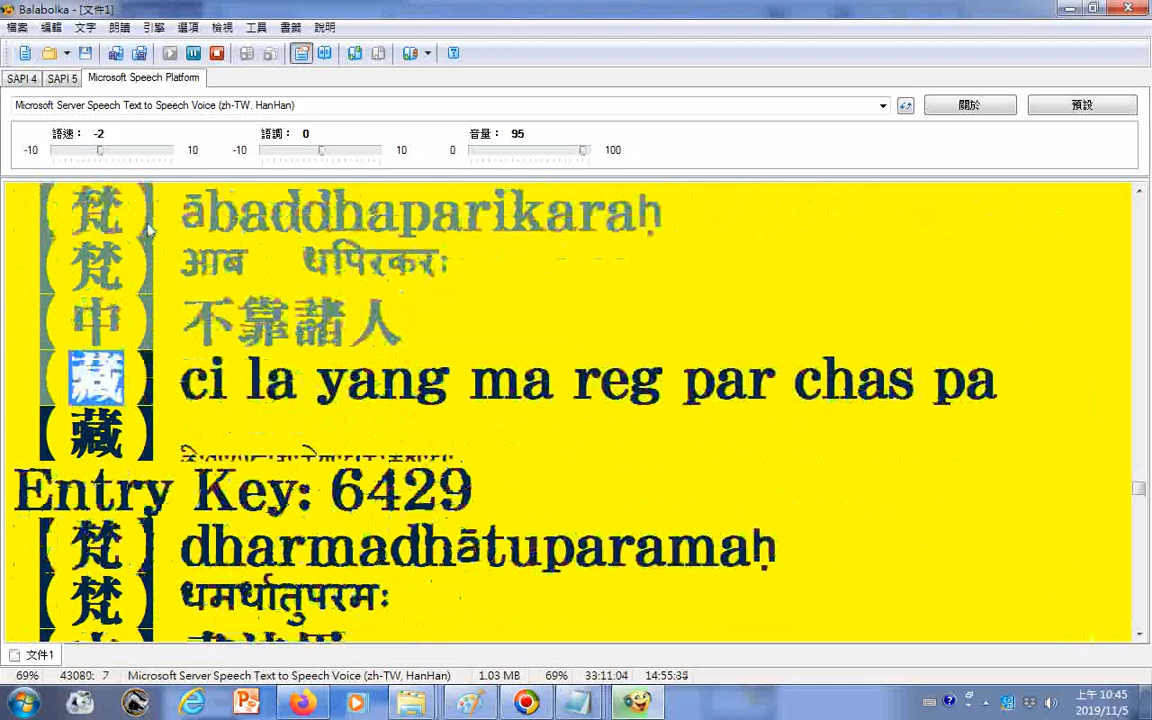 Balabolka - [文件1]
檔案 編輯 文字 朗讀 引擎 選項 檢視 工具 書籤 說明
SAPI 4 SAPI 5 Microsoft Speech Platform
Microsoft Server Speech Text to Speech Voice (zh-TW, HanHan) 關於 預設
語速： -2 語調： 0 音量： 95
-10 10 -10 10 0 100
【梵】 ābaddhaparikaraḥ
【梵】 आब धपिरकरः
【中】 不靠諸人
【藏】 ci la yang ma reg par chas pa
【藏】
Entry Key: 6429
【梵】 dharmadhātuparamaḥ
【梵】 धमर्धातुपरमः
文件1
69% 43089: 7 Microsoft Server Speech Text to Speech Voice (zh-TW, HanHan) 1.03 MB 69% 33:11:04 14:55:35
上午 10:45
2019/11/5